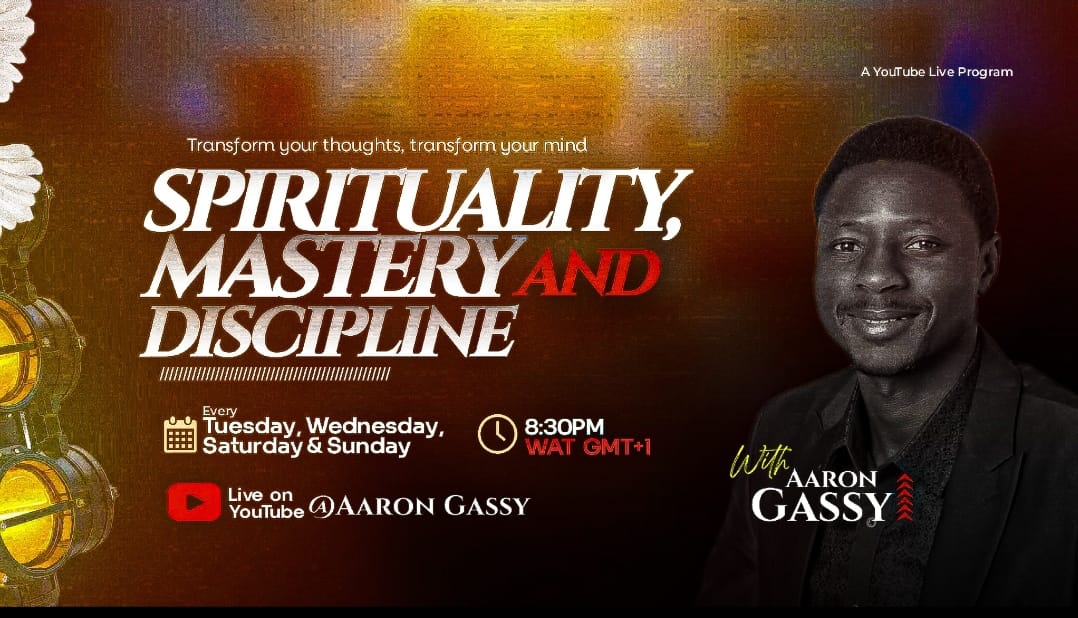 A YouTube Live Program
Transform your thoughts, transform your mind
SPIRITUALITY,
MASTERY AND
DISCIPLINE
Every
Tuesday, Wednesday,
Saturday & Sunday
8:30PM
WAT GMT+1
Live on
YouTube @AARON GASSY
With
AARON
GASSY